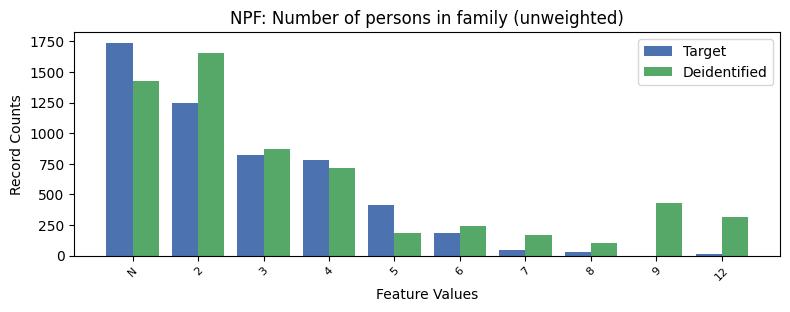 NPF: Number of persons in family (unweighted)
Target
Deidentified
Record Counts
1750
1500
1250
1000
750
500
250
0
N
2
3
4
5
6
7
8
9
12
Feature Values